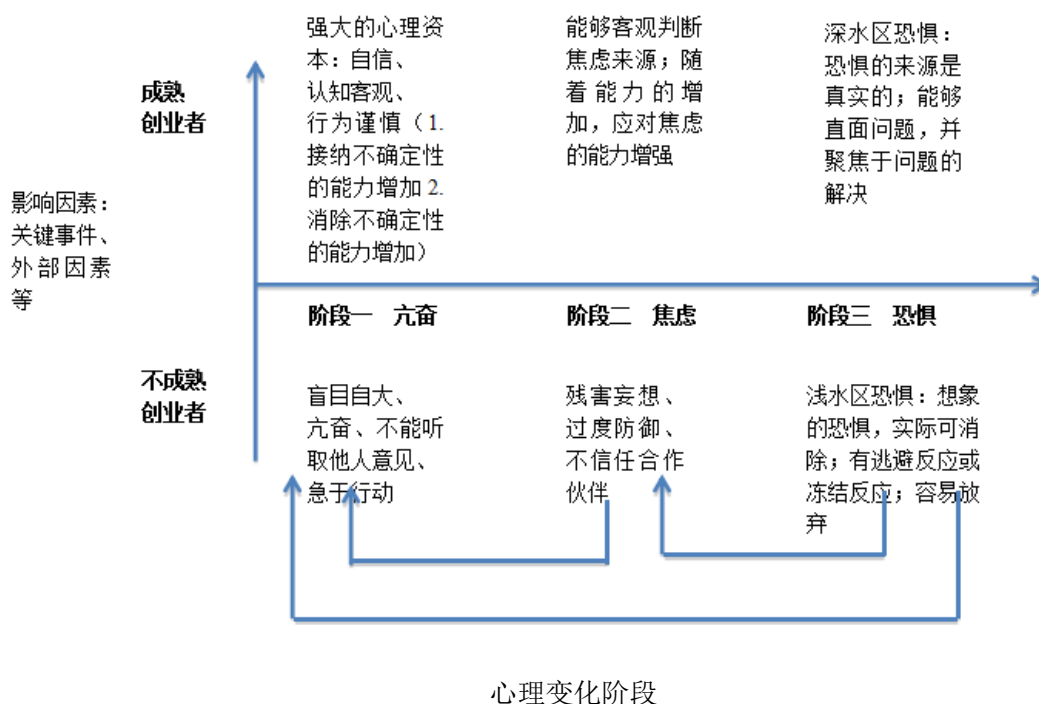 强大的心理资
本：自信、
认知客观、
行为谨慎（1.
接纳不确定性
的能力增加 2.
消除不确定性
的能力增加）
能够客观判断
焦虑来源；随
着能力的增
加，应对焦虑
的能力增强
深水区恐惧：
恐惧的来源是
真实的；能够
直面问题，并
聚焦于问题的
解决
成熟
创业者
影响因素：
关键事件、
外部因素
等
阶段一 亢奋
阶段二 焦虑
阶段三 恐惧
不成熟
创业者
盲目自大、
亢奋、不能听
取他人意见、
急于行动
残害妄想、
过度防御、
不信任合作
伙伴
浅水区恐惧：想象
的恐惧，实际可消
除；有逃避反应或
冻结反应；容易放
弃
心理变化阶段